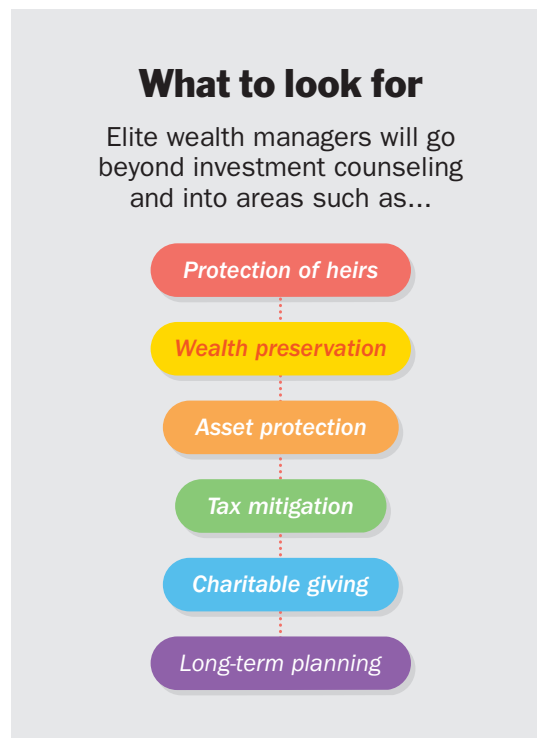 What to look for
Elite wealth managers will go
beyond investment counseling
and into areas such as...
Protection of heirs
Wealth preservation
Asset protection
Tax mitigation
Charitable giving
Long-term planning